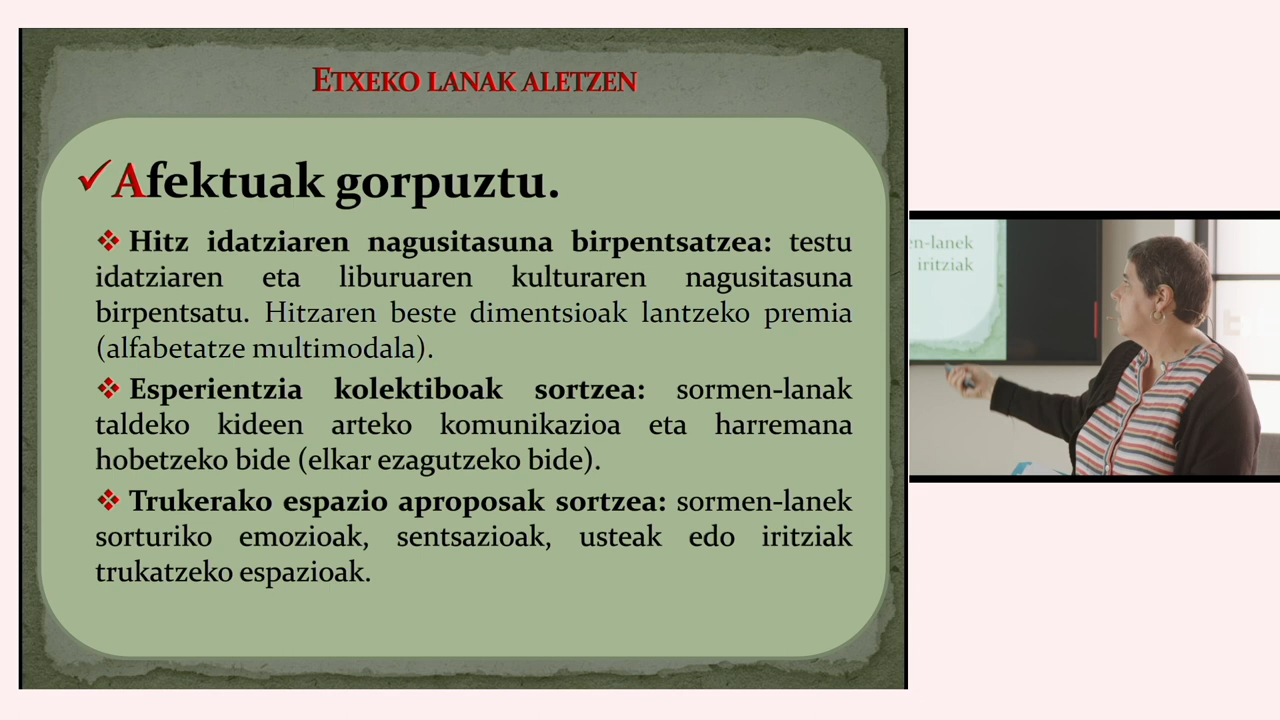 ETXEKO LANAK ALETZEN
✓Afektuak gorpuztu.
❖ Hitz idatziaren nagusitasuna birpentsatzea: testu
idatziaren eta liburuaren kulturaren nagusitasuna
birpentsatu. Hitzaren beste dimentsioak lantzeko premia
(alfabetatze multimodala).
❖ Esperientzia kolektiboak sortzea: sormen-lanak
taldeko kideen arteko komunikazioa eta harremana
hobetzeko bide (elkar ezagutzeko bide).
❖ Trukerako espazio aproposak sortzea: sormen-lanek
sorturiko emozioak, sentsazioak, usteak edo iritziak
trukatzeko espazioak.
en-lanek
iritziak